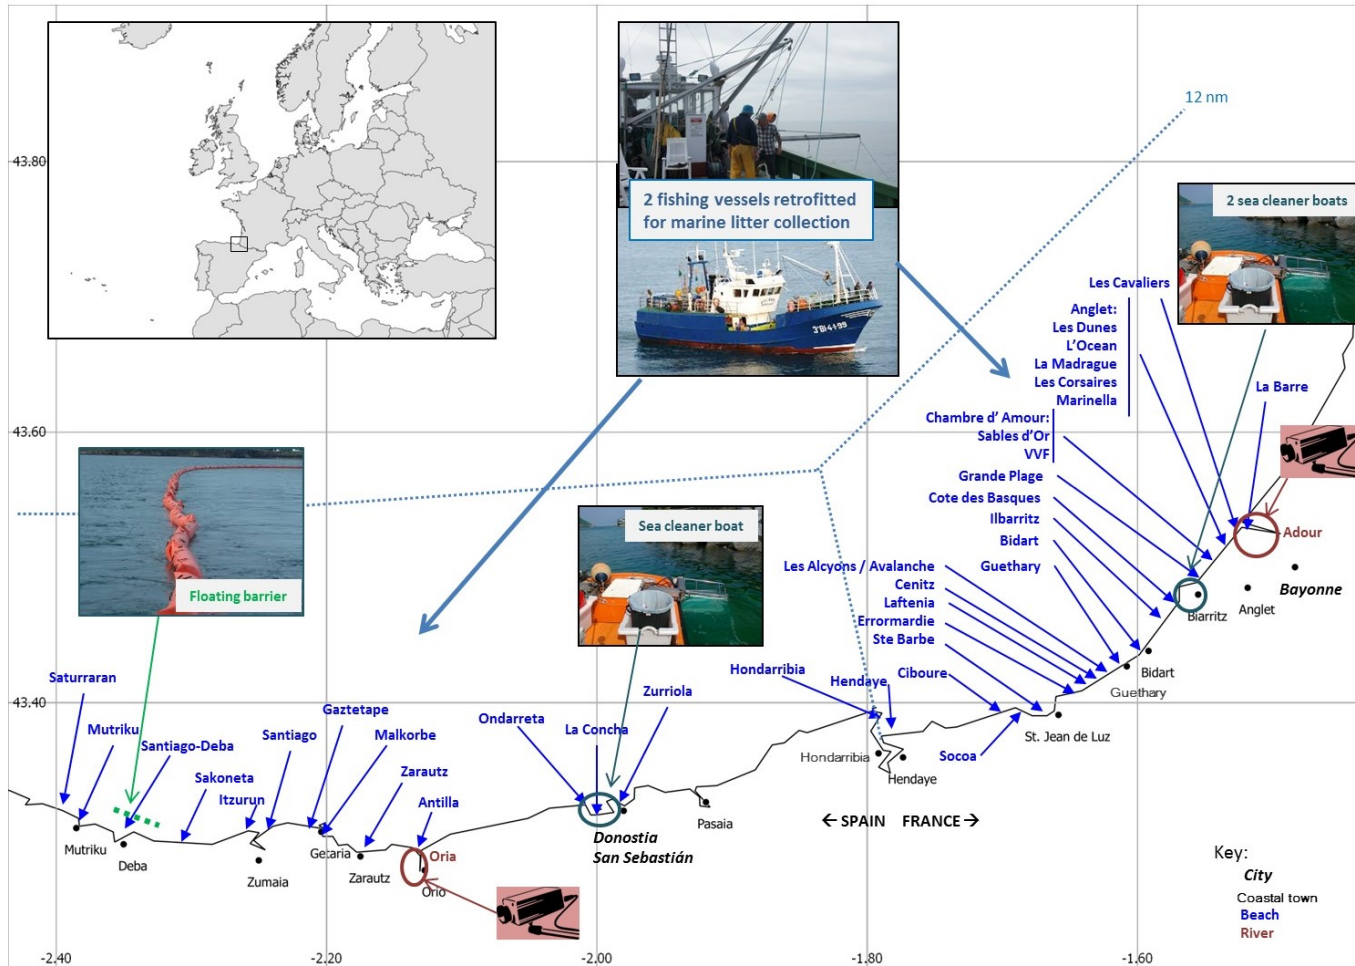 12 nm
43.80
2 fishing vessels retrofitted
for marine litter collection
2 sea cleaner boats
3ªBI 4-1-99
Les Cavaliers
Anglet:
Les Dunes
L'Ocean
La Madrague
Les Corsaires
Marinella
La Barre
Chambre d' Amour:
Sables d'Or
VVF
43.60
Grande Plage
Cote des Basques
Ilbarritz
Bidart
Guethary
Adour
Floating barrier
Sea cleaner boat
Les Alcyons / Avalanche
Cenitz
Laftenia
Errormardie
Ste Barbe
Bayonne
Anglet
Biarritz
Bidart
Guethary
Saturraran
43.40
Mutriku
Santiago-Deba
Sakoneta
Itzurun
Santiago
Gaztetape
Malkorbe
Zarautz
Antilla
Ondarreta
La Concha
Zurriola
Hondarribia
Hendaye
Ciboure
Socoa
St. Jean de Luz
Hondarribia
Hendaye
Mutriku
Deba
Zumaia
Getaria
Zarautz
Oria
Orio
Donostia
San Sebastián
Pasaia
← SPAIN FRANCE →
Key:
City
Coastal town
Beach
River
-2.40
-2.20
-2.00
-1.80
-1.60